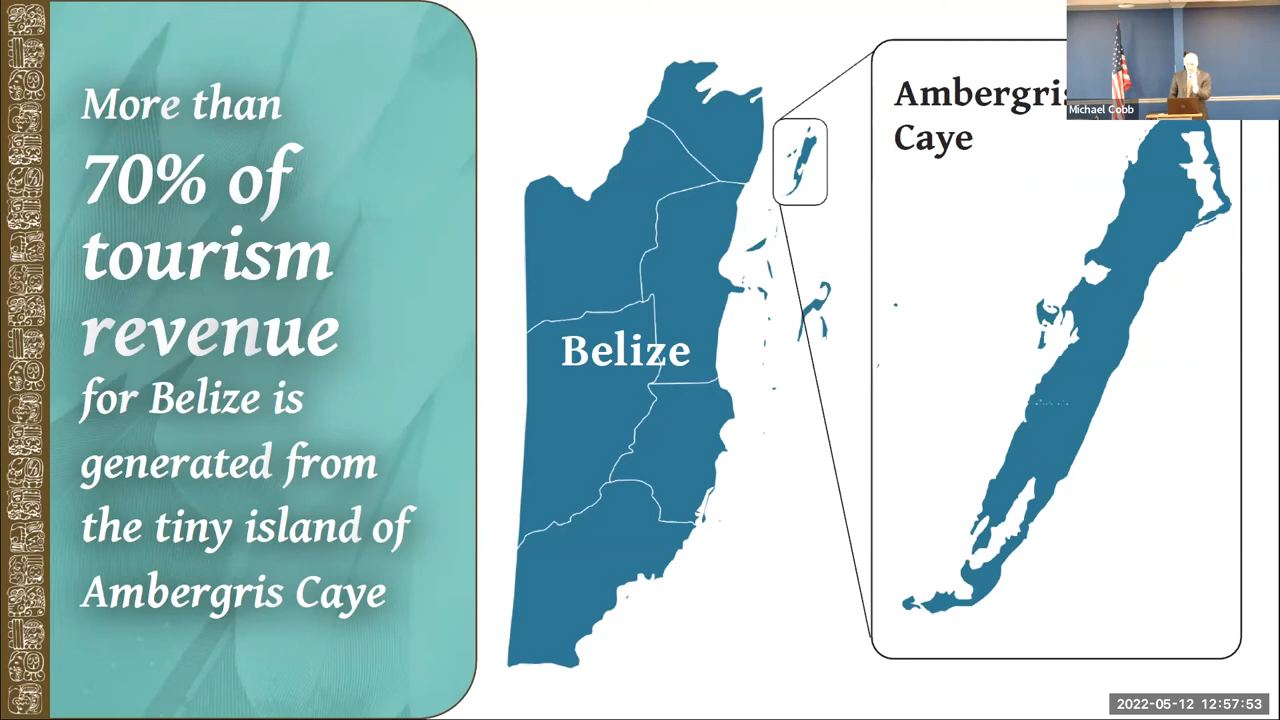 More than
70% of
tourism
revenue
for Belize is
generated from
the tiny island of
Ambergris Caye
Belize
Ambergris
Caye
Michael Cobb
2022-05-12 12:57:53